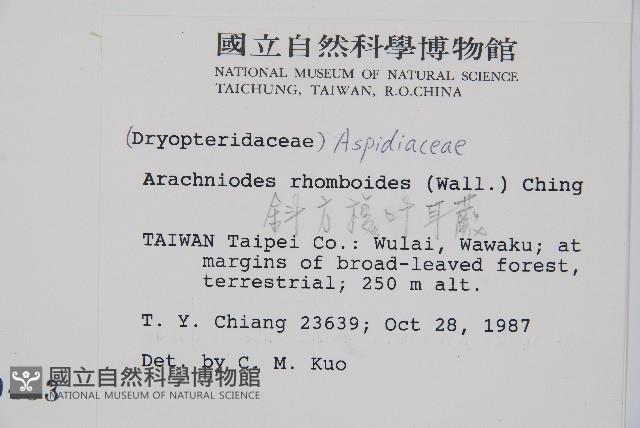 國立自然科學博物館
NATIONAL MUSEUM OF NATURAL SCIENCE
TAICHUNG, TAIWAN, R.O.CHINA
(Dryopteridaceae) Aspidiaceae
Arachniodes rhomboides (Wall.) Ching
斜方複叶耳蕨
TAIWAN Taipei Co.: Wulai, Wawaku; at
margins of broad-leaved forest,
terrestrial; 250 m alt.
T. Y. Chiang 23639; Oct 28, 1987
Det. by C. M. Kuo
國立自然科學博物館
NATIONAL MUSEUM OF NATURAL SCIENCE